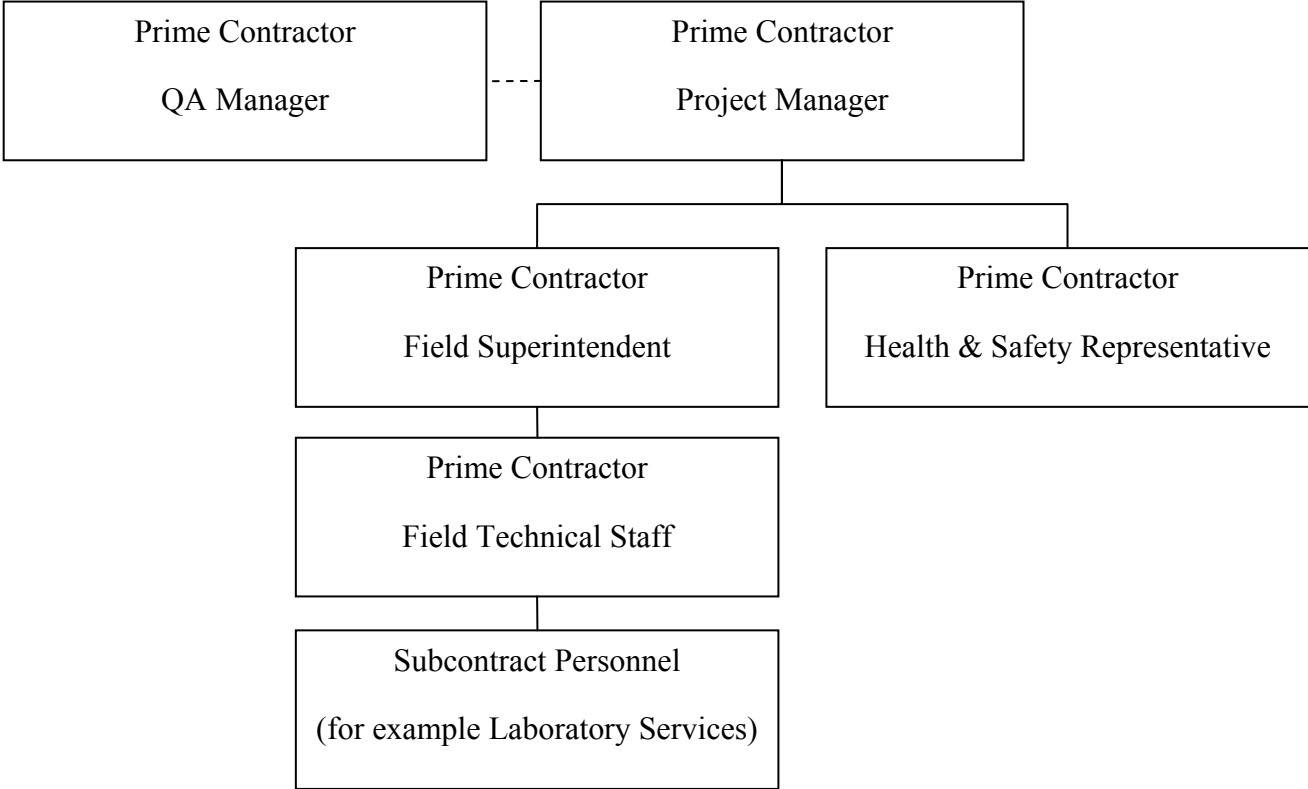 Prime Contractor
QA Manager
Prime Contractor
Project Manager
Prime Contractor
Field Superintendent
Prime Contractor
Health & Safety Representative
Prime Contractor
Field Technical Staff
Subcontract Personnel
(for example Laboratory Services)